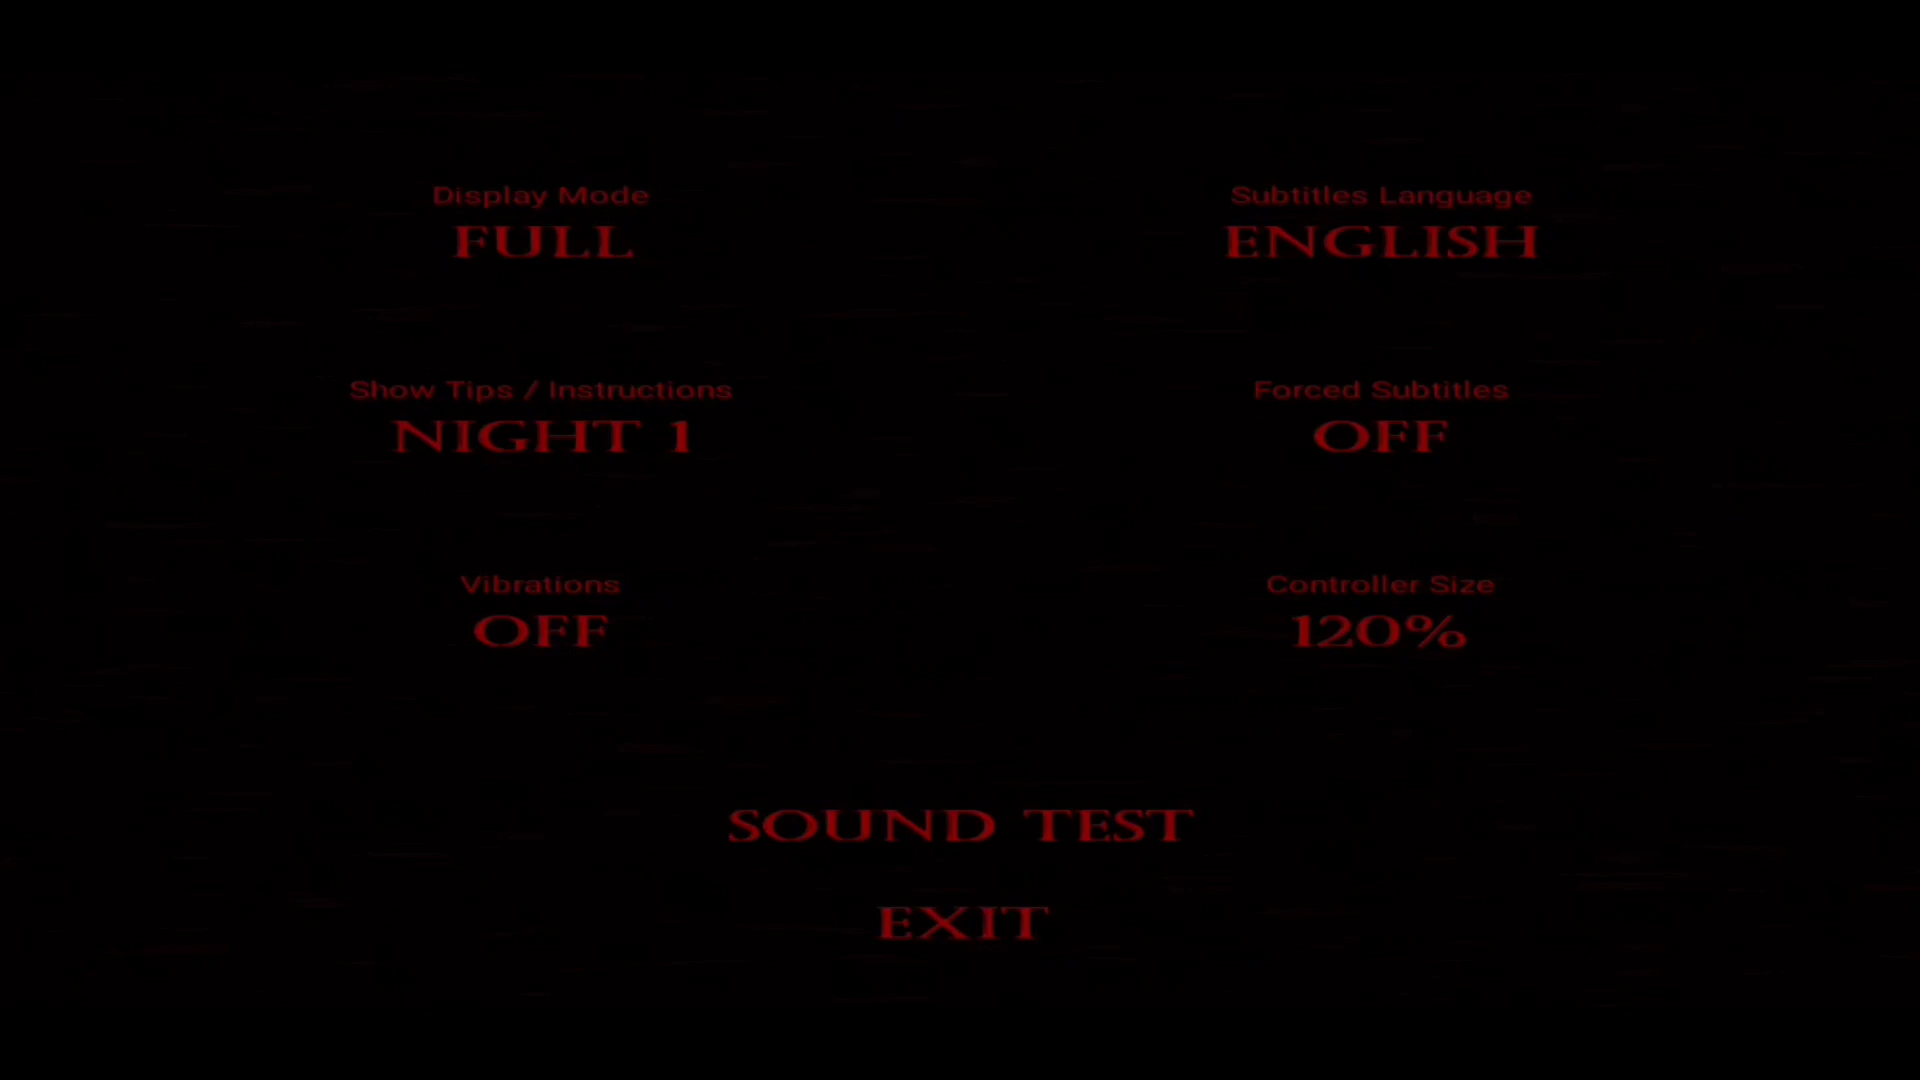 Display Mode
FULL
Subtitles Language
ENGLISH
Show Tips / Instructions
NIGHT 1
Forced Subtitles
OFF
Vibrations
OFF
Controller Size
120%
SOUND TEST
EXIT